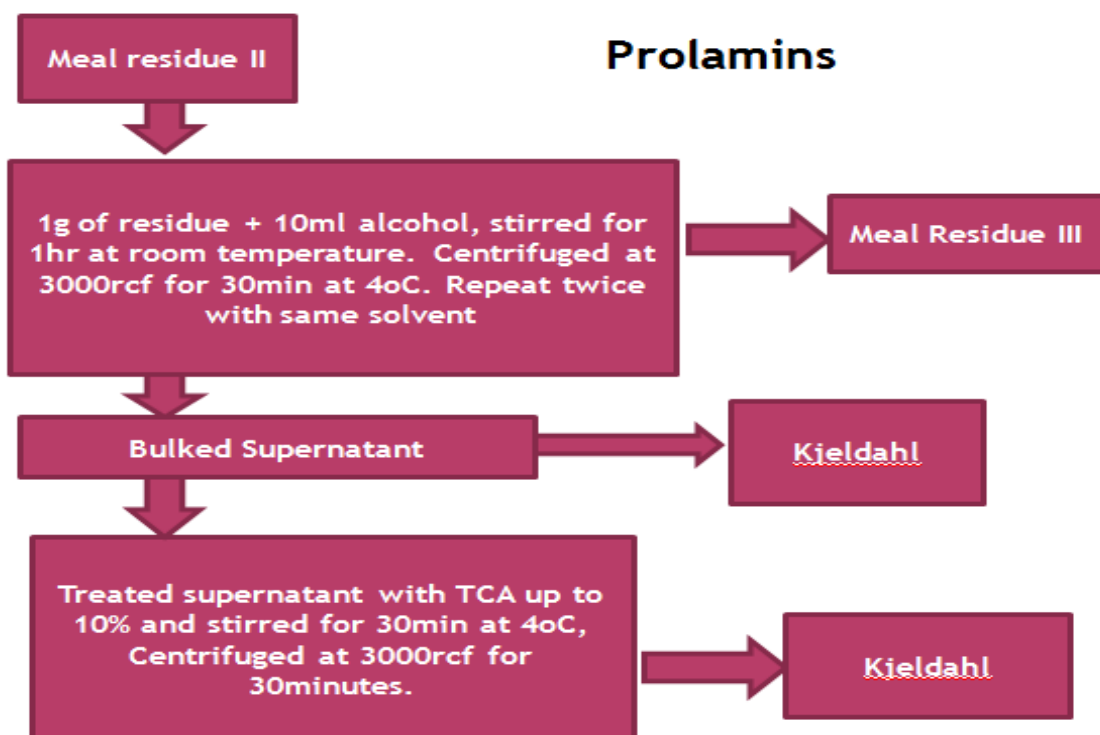 Meal residue II
Prolamins
1g of residue + 10ml alcohol, stirred for
1hr at room temperature. Centrifuged at
3000rcf for 30min at 4oC. Repeat twice
with same solvent
Meal Residue III
Bulked Supernatant
Kjeldahl
Treated supernatant with TCA up to
10% and stirred for 30min at 4oC,
Centrifuged at 3000rcf for
30minutes.
Kjeldahl